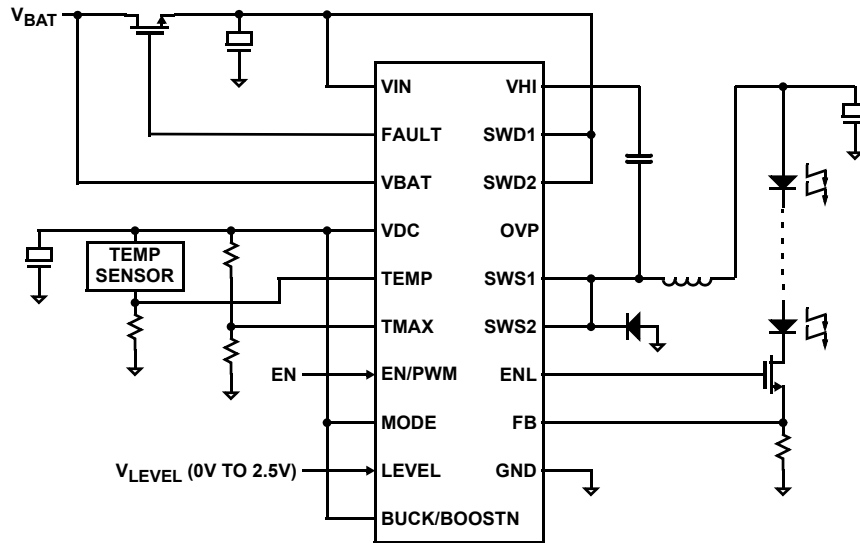 VBAT
VIN
VHI
FAULT
SWD1
VBAT
SWD2
VDC
OVP
TEMP
SENSOR
TEMP
SWS1
TMAX
SWS2
EN
EN/PWM
ENL
MODE
FB
VLEVEL (0V TO 2.5V)
LEVEL
GND
BUCK/BOOSTN